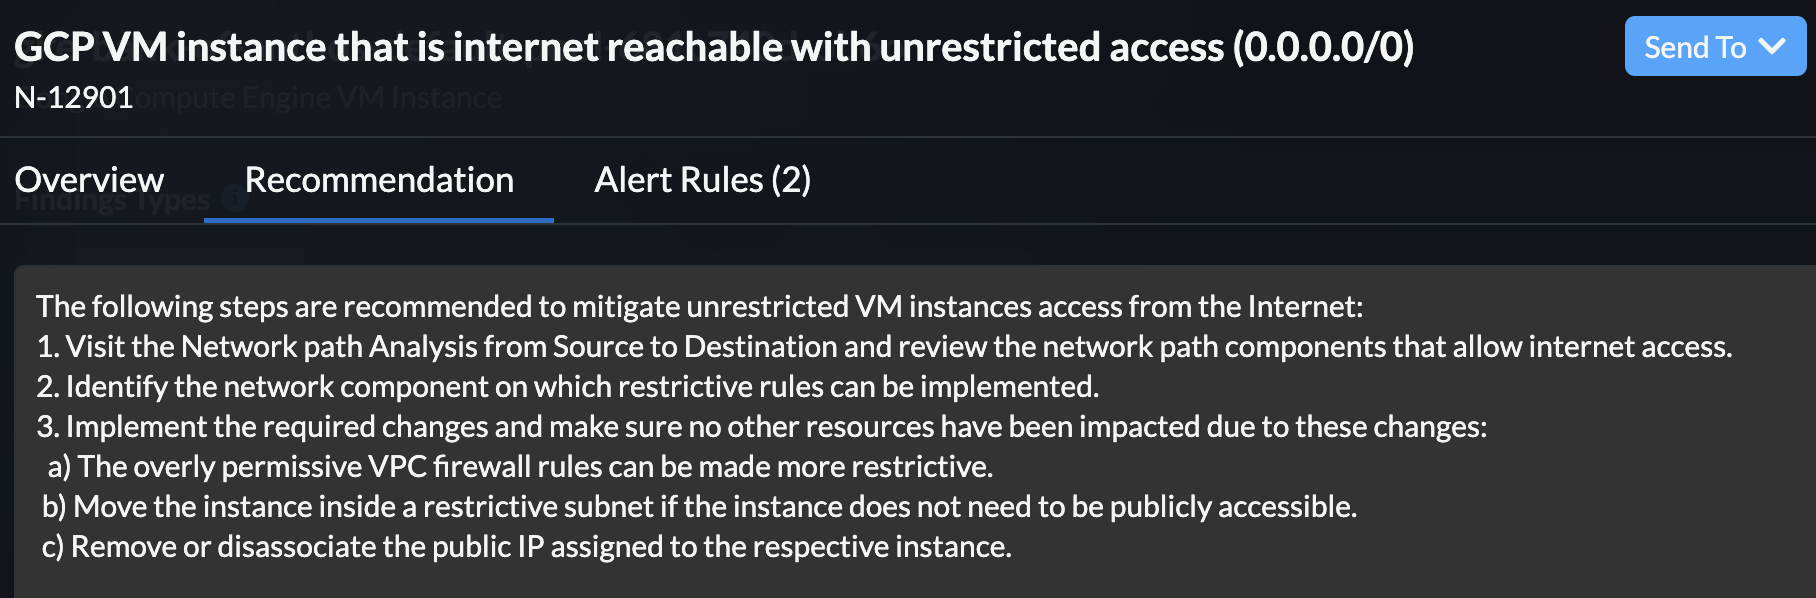 GCP VM instance that is internet reachable with unrestricted access (0.0.0.0/0)
Send To
N-12901
ompute Engine VM Instance
Overview
Recommendation
Alert Rules (2)
Findings Types
The following steps are recommended to mitigate unrestricted VM instances access from the Internet:
1. Visit the Network path Analysis from Source to Destination and review the network path components that allow internet access.
2. Identify the network component on which restrictive rules can be implemented.
3. Implement the required changes and make sure no other resources have been impacted due to these changes:
a) The overly permissive VPC firewall rules can be made more restrictive.
b) Move the instance inside a restrictive subnet if the instance does not need to be publicly accessible.
c) Remove or disassociate the public IP assigned to the respective instance.